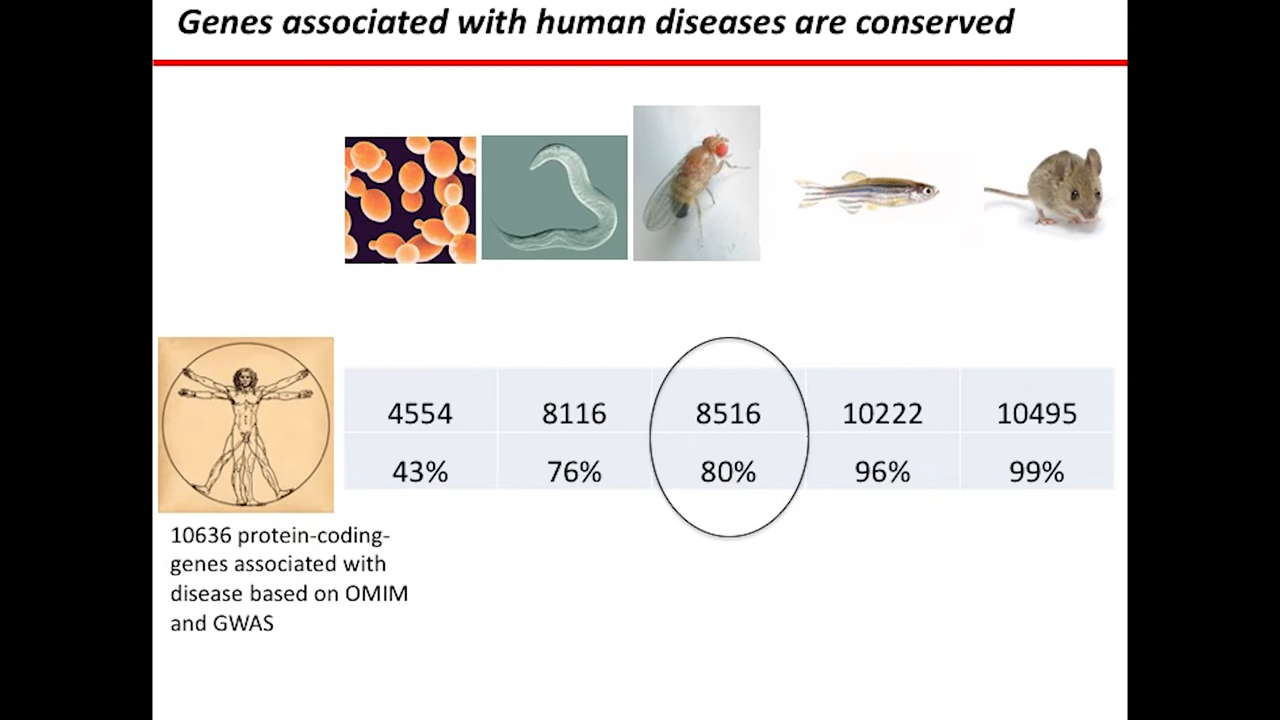 Genes associated with human diseases are conserved
4554 8116 8516 10222 10495
43% 76% 80% 96% 99%
10636 protein-coding-
genes associated with
disease based on OMIM
and GWAS